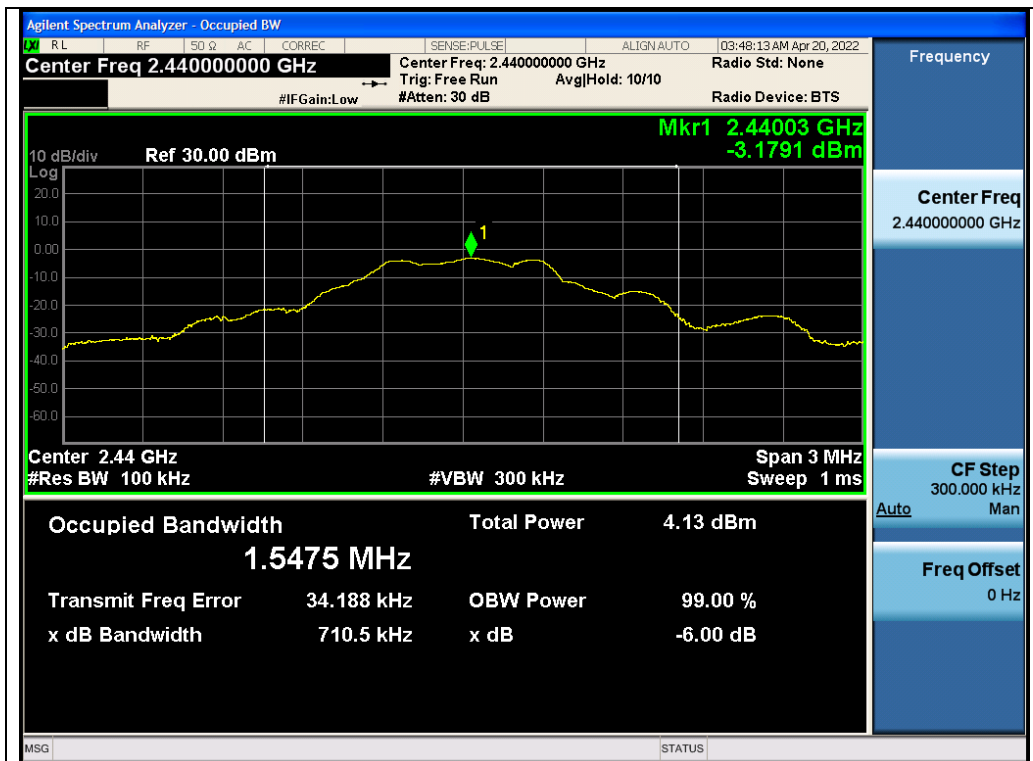 Agilent Spectrum Analyzer - Occupied BW
LXI RL RF 50 Ω AC CORREC SENSE:PULSE ALIGN AUTO 03:48:13 AM Apr 20, 2022
Center Freq 2.440000000 GHz Center Freq: 2.440000000 GHz Radio Std: None
Trig: Free Run Avg|Hold: 10/10
#IFGain:Low #Atten: 30 dB Radio Device: BTS
Mkr1 2.44003 GHz
-3.1791 dBm
10 dB/div Ref 30.00 dBm
Log
20.0
10.0
0.00
-10.0
-20.0
-30.0
-40.0
-50.0
-60.0
1
Center 2.44 GHz Span 3 MHz
#Res BW 100 kHz #VBW 300 kHz Sweep 1 ms
Occupied Bandwidth Total Power 4.13 dBm
1.5475 MHz
Transmit Freq Error 34.188 kHz OBW Power 99.00 %
x dB Bandwidth 710.5 kHz x dB -6.00 dB
Frequency
Center Freq
2.440000000 GHz
CF Step
300.000 kHz
Auto Man
Freq Offset
0 Hz
MSG STATUS